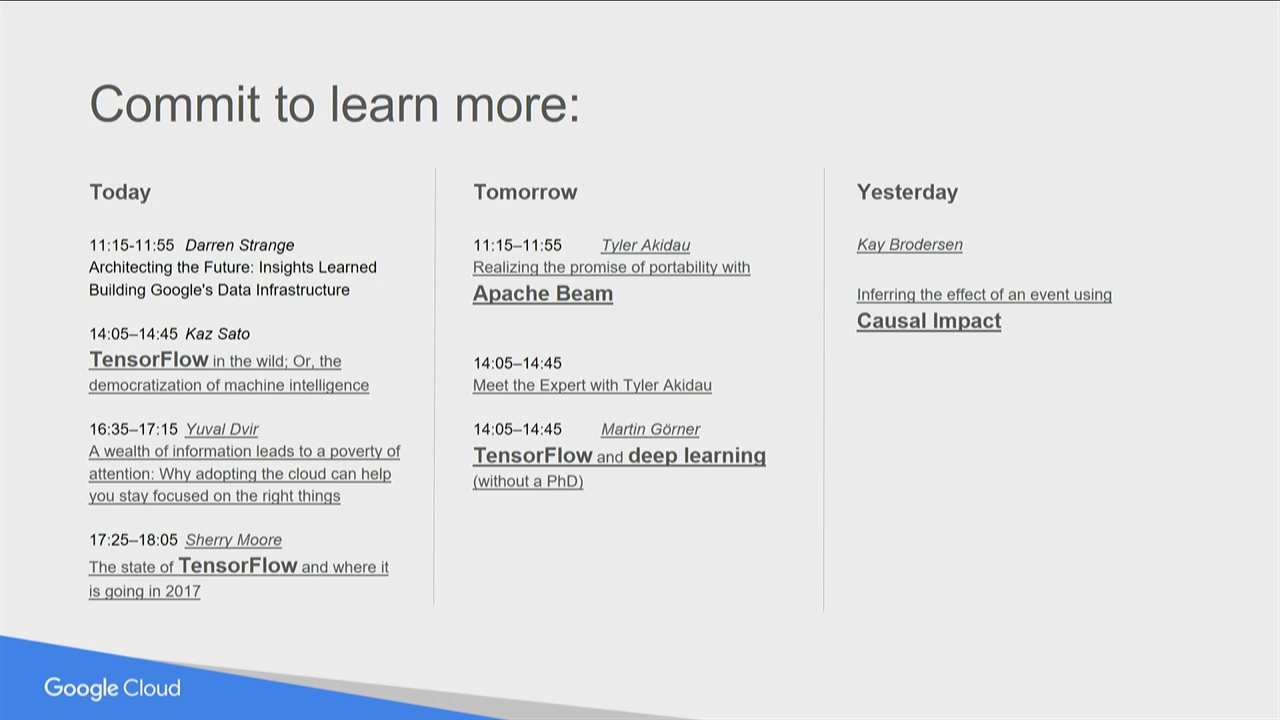 Commit to learn more:
Today
11:15-11:55 Darren Strange
Architecting the Future: Insights Learned
Building Google's Data Infrastructure
14:05–14:45 Kaz Sato
TensorFlow in the wild; Or, the
democratization of machine intelligence
16:35–17:15 Yuval Dvir
A wealth of information leads to a poverty of
attention: Why adopting the cloud can help
you stay focused on the right things
17:25–18:05 Sherry Moore
The state of TensorFlow and where it
is going in 2017
Tomorrow
11:15–11:55 Tyler Akidau
Realizing the promise of portability with
Apache Beam
14:05–14:45
Meet the Expert with Tyler Akidau
14:05–14:45 Martin Görner
TensorFlow and deep learning
(without a PhD)
Yesterday
Kay Brodersen
Inferring the effect of an event using
Causal Impact
Google Cloud